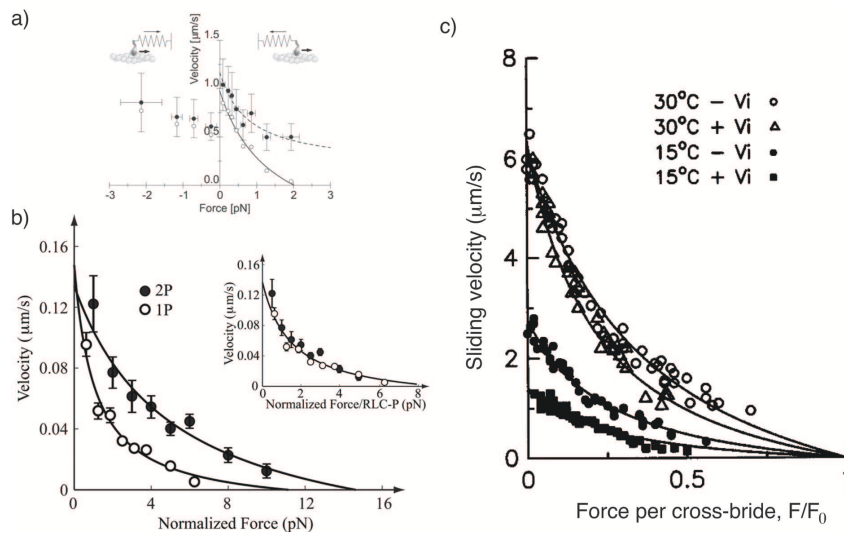 a)
Velocity [µm/s]
1.5
1.0
0.5
0.0
-3 -2 -1 0 1 2 3
Force [pN]
b)
Velocity (µm/s)
0.16
0.12
0.08
0.04
0
2P
1P
0 4 8 12 16
Normalized Force (pN)
Velocity (µm/s)
0.16
0.12
0.08
0.04
0
0 2 4 6 8
Normalized Force/RLC-P (pN)
c)
Sliding velocity (µm/s)
8
6
4
2
0
30°C − Vi
30°C + Vi
15°C − Vi
15°C + Vi
0 0.5 1
Force per cross-bride, F/F₀